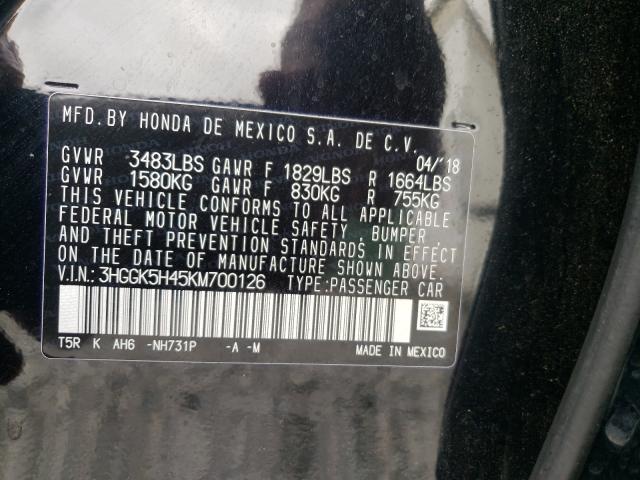 MFD. BY HONDA DE MEXICO S.A. DE C.V.
04/'18
GVWR 3483LBS GAWR F 1829LBS R 1664LBS
GVWR 1580KG GAWR F 830KG R 755KG
THIS VEHICLE CONFORMS TO ALL APPLICABLE
FEDERAL MOTOR VEHICLE SAFETY, BUMPER,
AND THEFT PREVENTION STANDARDS IN EFFECT
ON THE DATE OF MANUFACTURE SHOWN ABOVE.
V.I.N.: 3HGGK5H45KM700126 TYPE:PASSENGER CAR
T5R K AH6 -NH731P -A -M MADE IN MEXICO